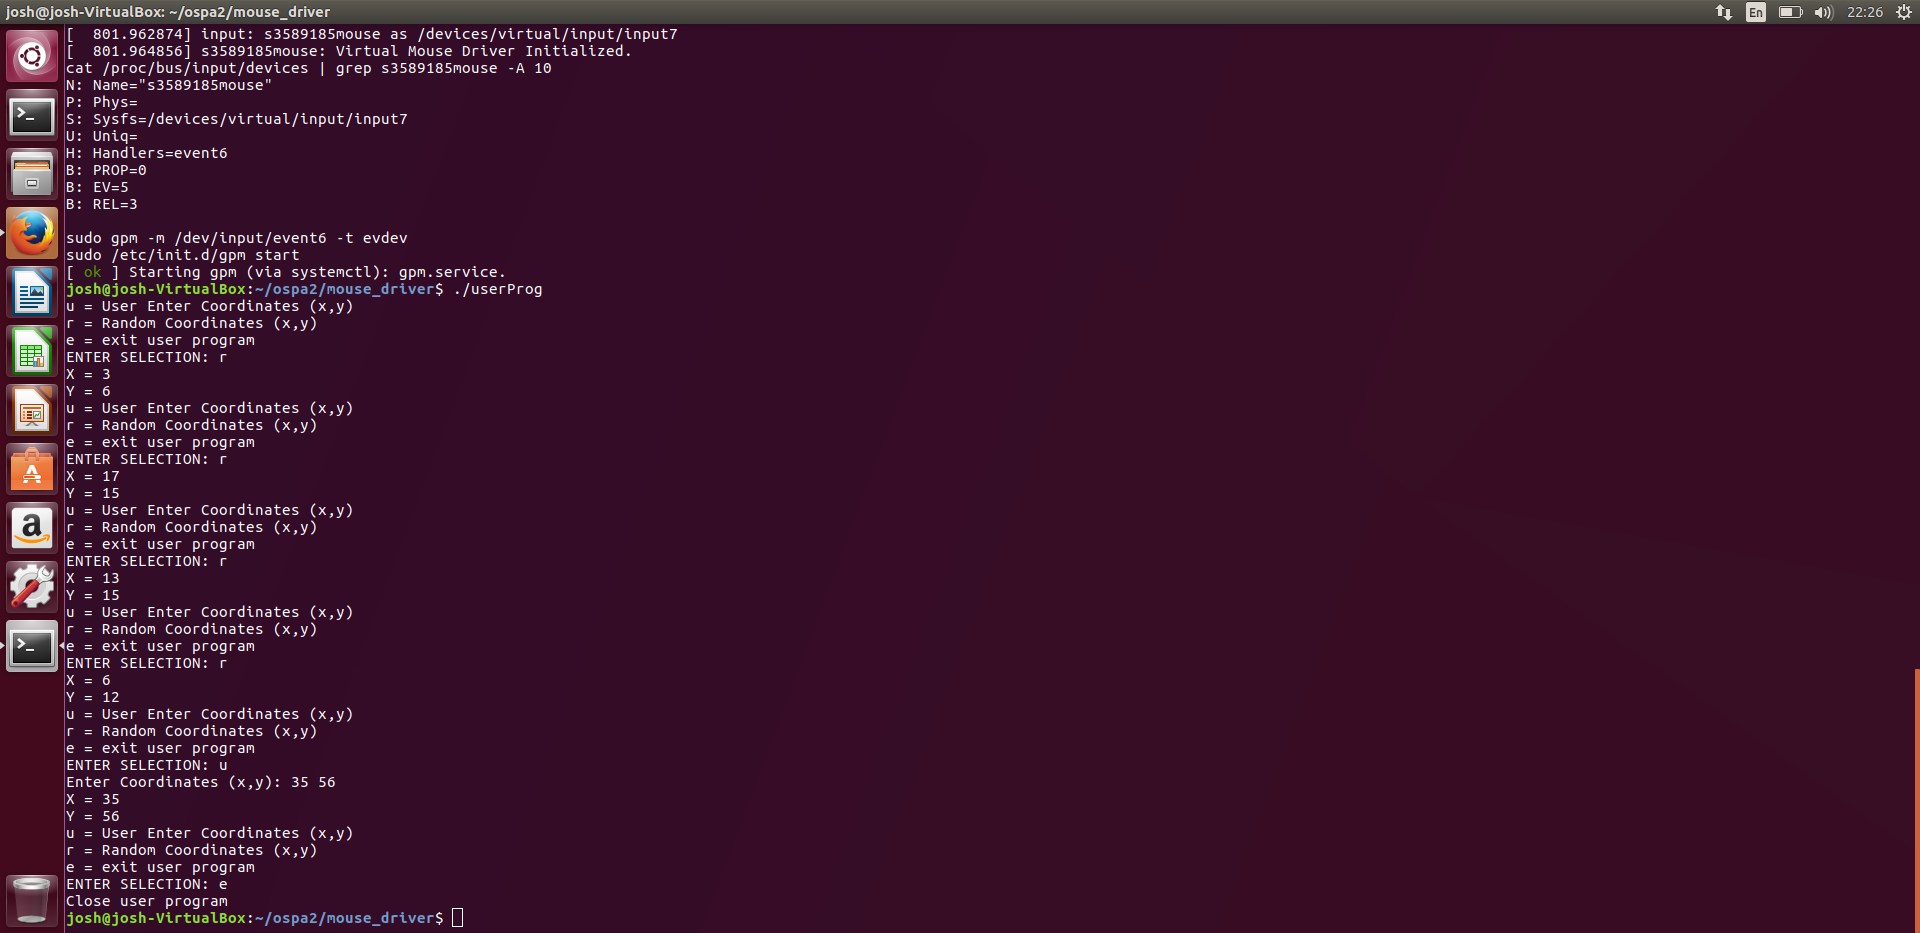 josh@josh-VirtualBox: ~/ospa2/mouse_driver
En
22:26
[  801.962874] input: s3589185mouse as /devices/virtual/input/input7
[  801.964856] s3589185mouse: Virtual Mouse Driver Initialized.
cat /proc/bus/input/devices | grep s3589185mouse -A 10
N: Name="s3589185mouse"
P: Phys=
S: Sysfs=/devices/virtual/input/input7
U: Uniq=
H: Handlers=event6
B: PROP=0
B: EV=5
B: REL=3
sudo gpm -m /dev/input/event6 -t evdev
sudo /etc/init.d/gpm start
[ ok ] Starting gpm (via systemctl): gpm.service.
josh@josh-VirtualBox:~/ospa2/mouse_driver$ ./userProg
u = User Enter Coordinates (x,y)
r = Random Coordinates (x,y)
e = exit user program
ENTER SELECTION: r
X = 3
Y = 6
u = User Enter Coordinates (x,y)
r = Random Coordinates (x,y)
e = exit user program
ENTER SELECTION: r
X = 17
Y = 15
u = User Enter Coordinates (x,y)
r = Random Coordinates (x,y)
e = exit user program
ENTER SELECTION: r
X = 13
Y = 15
u = User Enter Coordinates (x,y)
r = Random Coordinates (x,y)
e = exit user program
ENTER SELECTION: r
X = 6
Y = 12
u = User Enter Coordinates (x,y)
r = Random Coordinates (x,y)
e = exit user program
ENTER SELECTION: u
Enter Coordinates (x,y): 35 56
X = 35
Y = 56
u = User Enter Coordinates (x,y)
r = Random Coordinates (x,y)
e = exit user program
ENTER SELECTION: e
Close user program
josh@josh-VirtualBox:~/ospa2/mouse_driver$